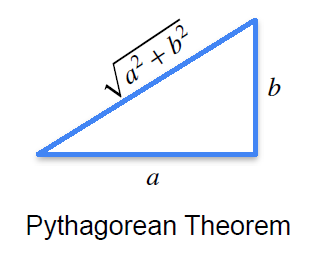 √(a² + b²)
b
a
Pythagorean Theorem